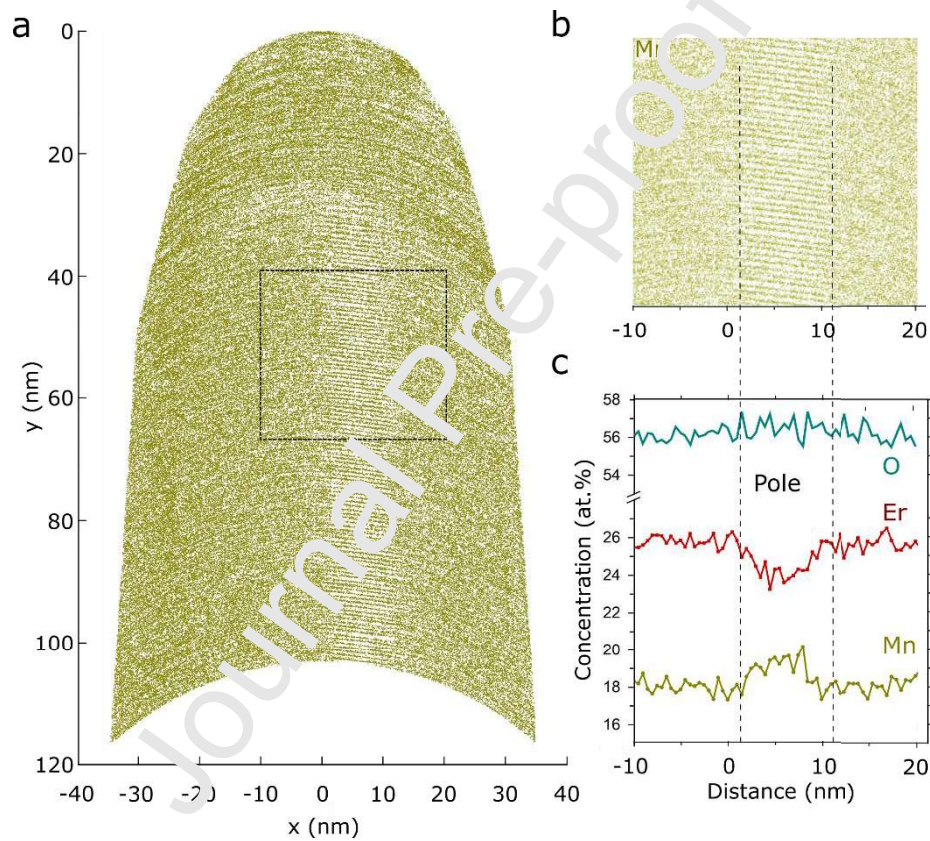 a
0
20
40
60
80
100
120
y (nm)
-40 -30 -20 -10 0 10 20 30 40
x (nm)
b
Mn
-10 0 10 20
c
58
56
54
26
24
22
20
18
16
Concentration (at.%)
O
Pole
Er
Mn
-10 0 10 20
Distance (nm)
Journal Pre-proof